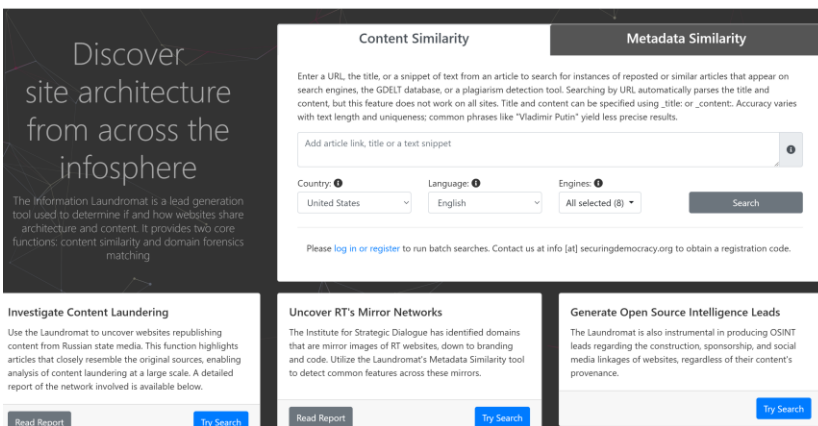 Discover
site architecture
from across the
infosphere
The Information Laundromat is a lead generation
tool used to determine if and how websites share
architecture and content. It provides two core
functions: content similarity and domain forensics
matching
Content Similarity
Metadata Similarity
Enter a URL, the title, or a snippet of text from an article to search for instances of reposted or similar articles that appear on
search engines, the GDELT database, or a plagiarism detection tool. Searching by URL automatically parses the title and
content, but this feature does not work on all sites. Title and content can be specified using _title: or _content:. Accuracy varies
with text length and uniqueness; common phrases like "Vladimir Putin" yield less precise results.
Add article link, title or a text snippet
Country:
Language:
Engines:
United States
English
All selected (8)
Search
Please log in or register to run batch searches. Contact us at info [at] securingdemocracy.org to obtain a registration code.
Investigate Content Laundering
Use the Laundromat to uncover websites republishing
content from Russian state media. This function highlights
articles that closely resemble the original sources, enabling
analysis of content laundering at a large scale. A detailed
report of the network involved is available below.
Read Report
Try Search
Uncover RT's Mirror Networks
The Institute for Strategic Dialogue has identified domains
that are mirror images of RT websites, down to branding
and code. Utilize the Laundromat's Metadata Similarity tool
to detect common features across these mirrors.
Read Report
Try Search
Generate Open Source Intelligence Leads
The Laundromat is also instrumental in producing OSINT
leads regarding the construction, sponsorship, and social
media linkages of websites, regardless of their content's
provenance.
Try Search